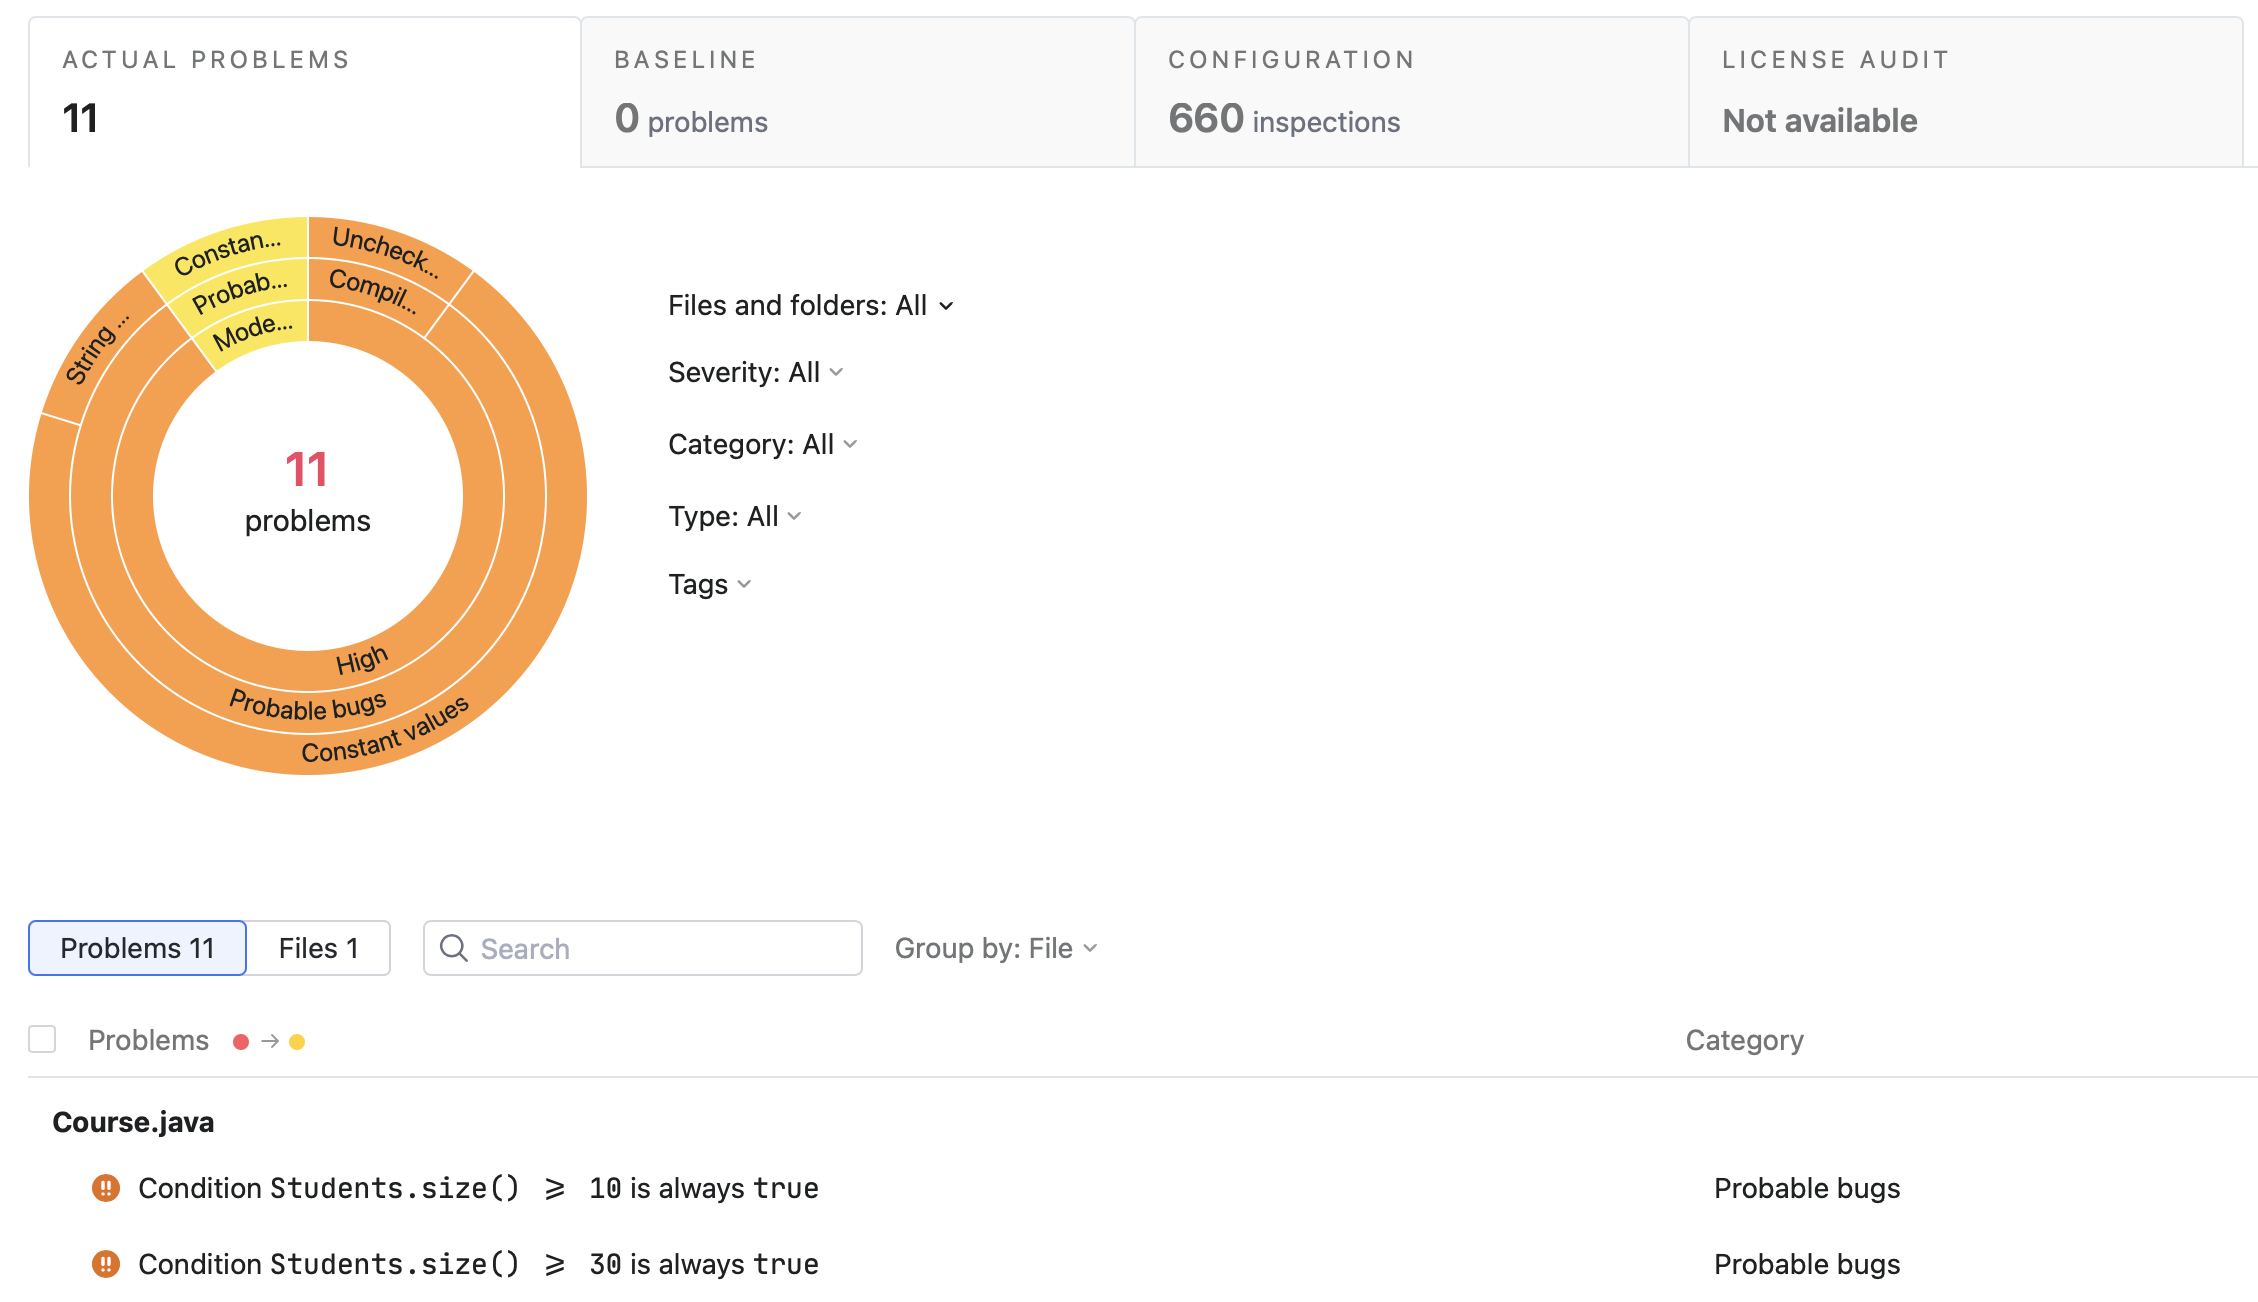 ACTUAL PROBLEMS
11
BASELINE
0 problems
CONFIGURATION
660 inspections
LICENSE AUDIT
Not available
Constan...
Probab...
Mode...
Uncheck...
Compil...
String ...
11
problems
High
Probable bugs
Constant values
Files and folders: All
Severity: All
Category: All
Type: All
Tags
Problems 11
Files 1
Search
Group by: File
Problems
Category
Course.java
Condition Students.size() ⩾ 10 is always true
Probable bugs
Condition Students.size() ⩾ 30 is always true
Probable bugs